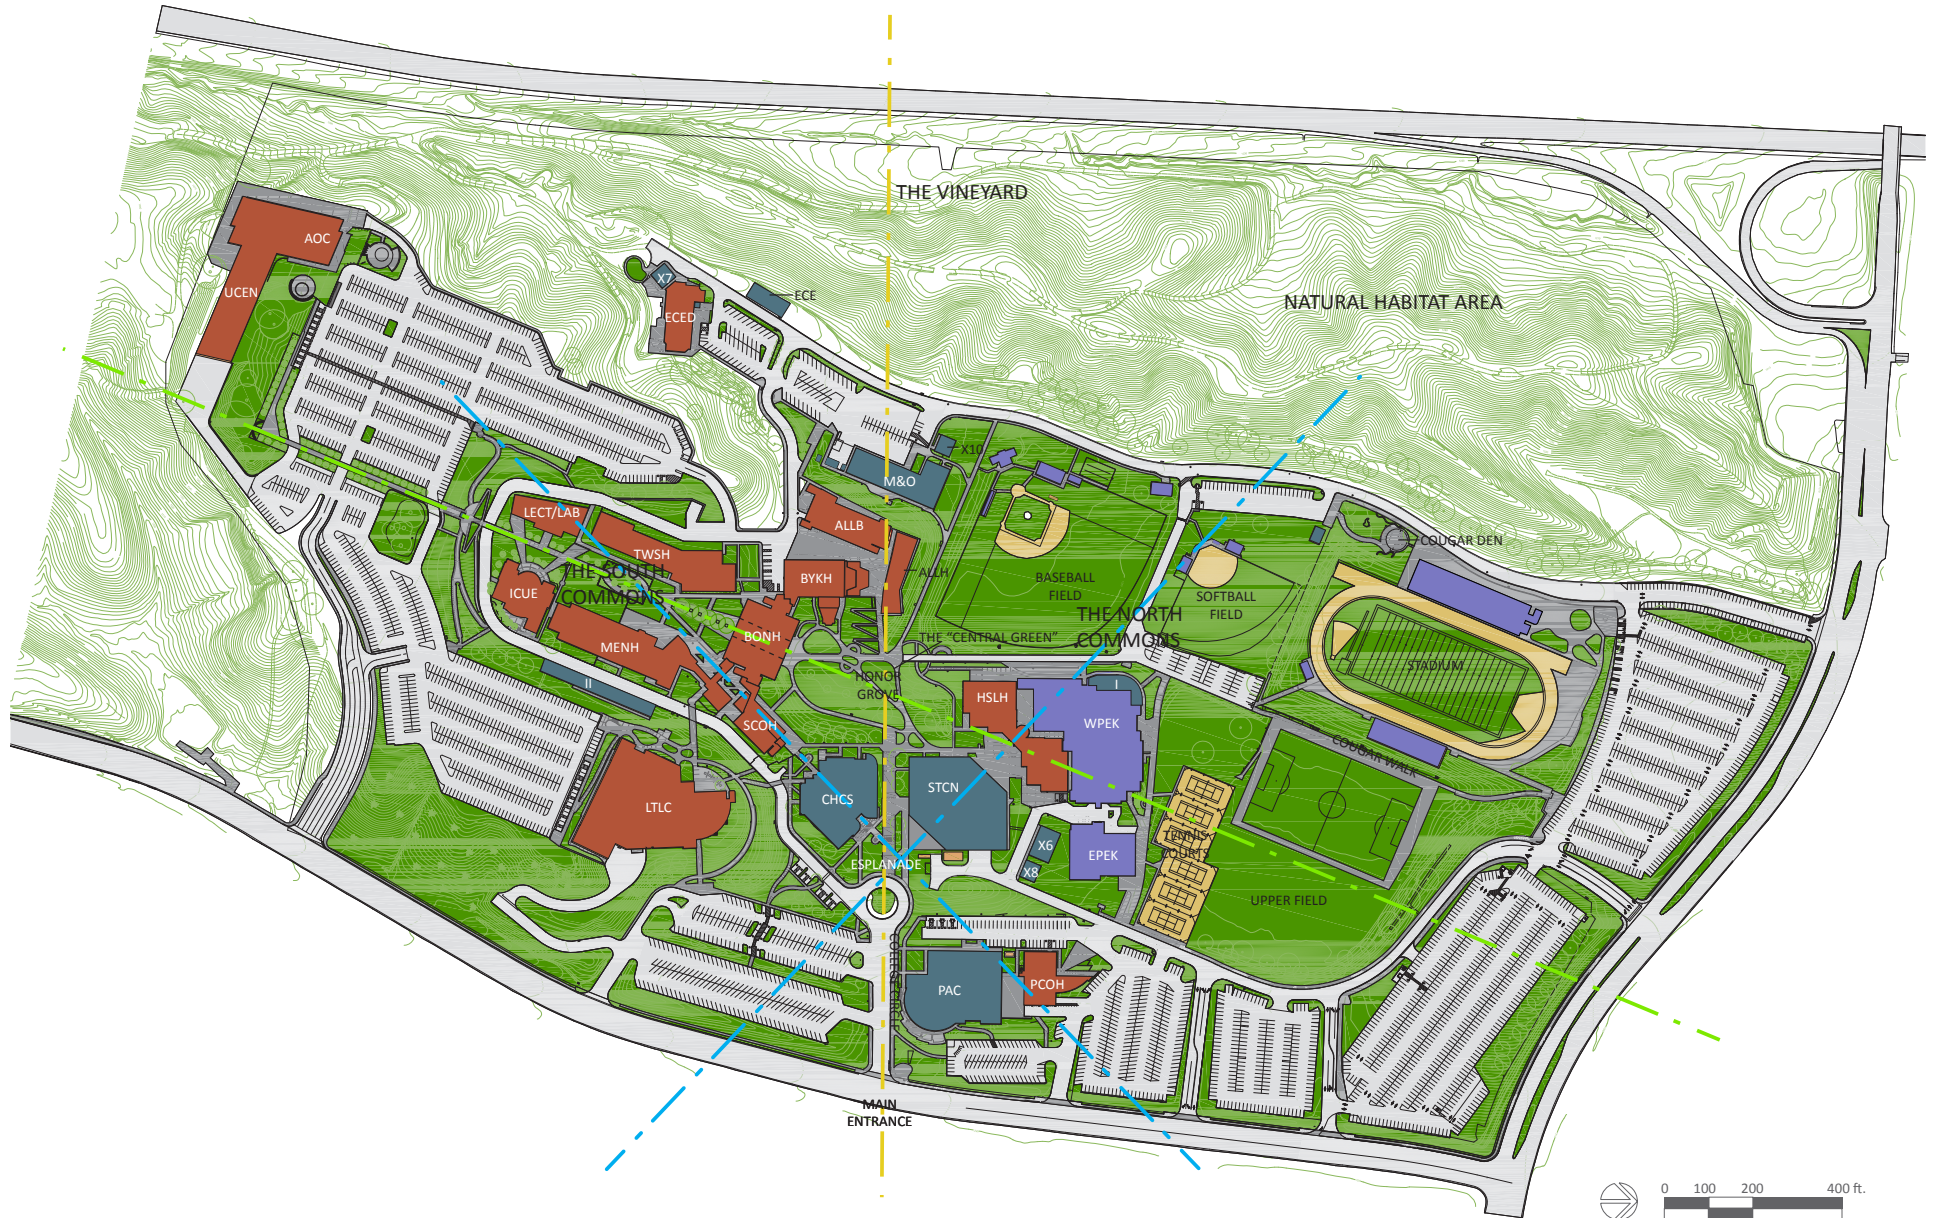 THE VINEYARD
AOC
UCEN
X7
ECE
ECED
NATURAL HABITAT AREA
X10
M&O
LECT/LAB
ALLB
TWSH
COUGAR DEN
THE SOUTH
COMMONS
BYKH
ALLH
BASEBALL
FIELD
SOFTBALL
FIELD
ICUE
THE NORTH
COMMONS
BONH
THE "CENTRAL GREEN"
MENH
STADIUM
HONOR
GROVE
II
I
HSLH
SCOH
WPEK
COUGAR WALK
CHCS
STCN
LTLC
TENNIS
COURTS
X6
EPEK
ESPLANADE
X8
UPPER FIELD
PAC
PCOH
MAIN
ENTRANCE
0 100 200 400 ft.